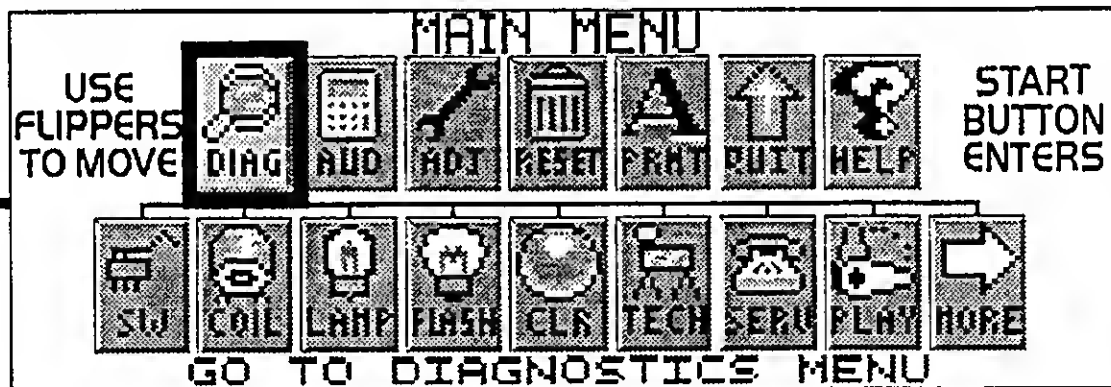 MAIN MENU
USE
FLIPPERS
TO MOVE
DIAG AUD ADJ RESET PRNT QUIT HELP
START
BUTTON
ENTERS
SW COIL LAMP FLASH CLR TECH SERV PLAY MORE
GO TO DIAGNOSTICS MENU